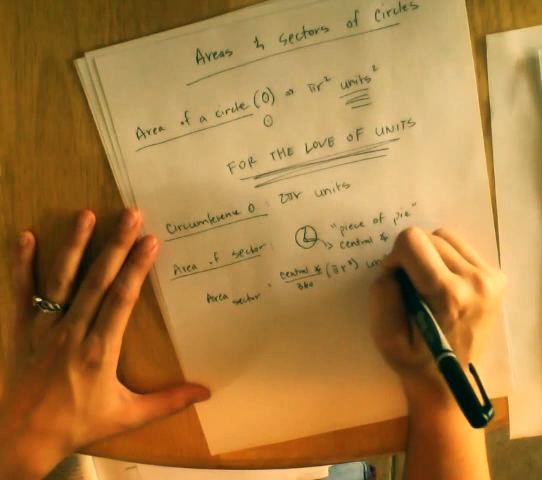 Areas & Sectors of Circles
Area of a circle (O) → πr² units²
FOR THE LOVE OF UNITS
Circumference O : 2πr units
Area of sector: "piece of pie"
→ central ∡
Area sector = central ∡/360 (πr²)